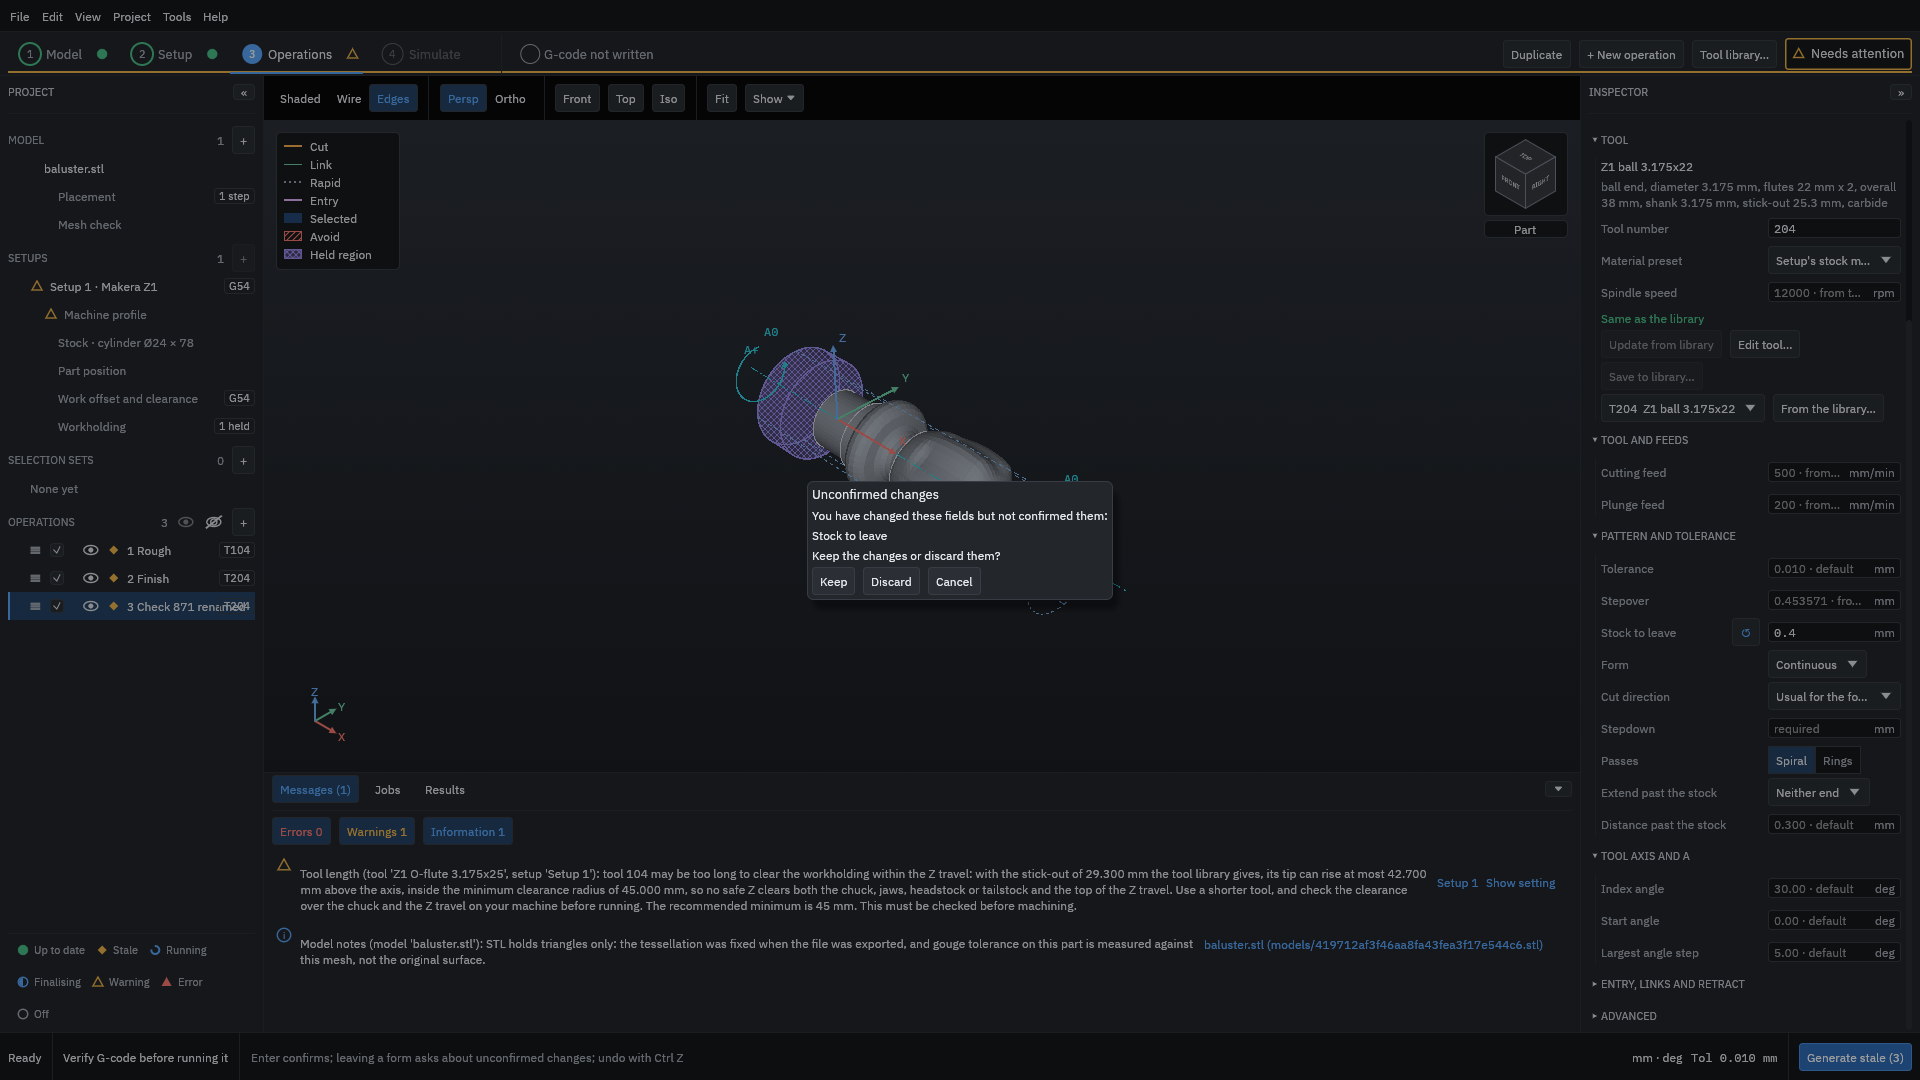 File Edit View Project Tools Help
1 Model 2 Setup 3 Operations 4 Simulate G-code not written Duplicate + New operation Tool library... Needs attention
PROJECT «
Shaded Wire Edges Persp Ortho Front Top Iso Fit Show
INSPECTOR »
MODEL 1 +
baluster.stl
Placement 1 step
Mesh check
SETUPS 1 +
Setup 1 · Makera Z1 G54
Machine profile
Stock · cylinder Ø24 × 78
Part position
Work offset and clearance G54
Workholding 1 held
SELECTION SETS 0 +
None yet
OPERATIONS 3 +
1 Rough T104
2 Finish T204
3 Check 871 renamed T204
Up to date Stale Running
Finalising Warning Error
Off
Cut
Link
Rapid
Entry
Selected
Avoid
Held region
TOP
FRONT RIGHT
Part
A0
A+
Z
Y
A0
Z
Y
X
Unconfirmed changes
You have changed these fields but not confirmed them:
Stock to leave
Keep the changes or discard them?
Keep Discard Cancel
Messages (1) Jobs Results
Errors 0 Warnings 1 Information 1
Tool length (tool 'Z1 O-flute 3.175x25', setup 'Setup 1'): tool 104 may be too long to clear the workholding within the Z travel: with the stick-out of 29.300 mm the tool library gives, its tip can rise at most 42.700
mm above the axis, inside the minimum clearance radius of 45.000 mm, so no safe Z clears both the chuck, jaws, headstock or tailstock and the top of the Z travel. Use a shorter tool, and check the clearance
over the chuck and the Z travel on your machine before running. The recommended minimum is 45 mm. This must be checked before machining.
Setup 1 Show setting
Model notes (model 'baluster.stl'): STL holds triangles only: the tessellation was fixed when the file was exported, and gouge tolerance on this part is measured against
this mesh, not the original surface.
baluster.stl (models/419712af3f46aa8fa43fea3f17e544c6.stl)
TOOL
Z1 ball 3.175x22
ball end, diameter 3.175 mm, flutes 22 mm x 2, overall
38 mm, shank 3.175 mm, stick-out 25.3 mm, carbide
Tool number 204
Material preset Setup's stock m...
Spindle speed 12000 · from t... rpm
Same as the library
Update from library Edit tool...
Save to library...
T204 Z1 ball 3.175x22 From the library...
TOOL AND FEEDS
Cutting feed 500 · from... mm/min
Plunge feed 200 · from... mm/min
PATTERN AND TOLERANCE
Tolerance 0.010 · default mm
Stepover 0.453571 · fro... mm
Stock to leave 0.4 mm
Form Continuous
Cut direction Usual for the fo...
Stepdown required mm
Passes Spiral Rings
Extend past the stock Neither end
Distance past the stock 0.300 · default mm
TOOL AXIS AND A
Index angle 30.00 · default deg
Start angle 0.00 · default deg
Largest angle step 5.00 · default deg
ENTRY, LINKS AND RETRACT
ADVANCED
Ready Verify G-code before running it Enter confirms; leaving a form asks about unconfirmed changes; undo with Ctrl Z mm · deg Tol 0.010 mm Generate stale (3)